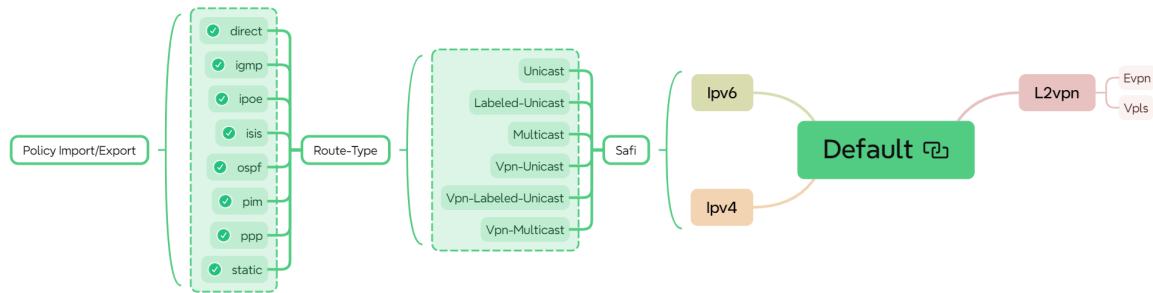 Policy Import/Export
direct
igmp
ipoe
isis
ospf
pim
ppp
static
Route-Type
Unicast
Labeled-Unicast
Multicast
Vpn-Unicast
Vpn-Labeled-Unicast
Vpn-Multicast
Safi
Ipv6
Ipv4
Default
L2vpn
Evpn
Vpls